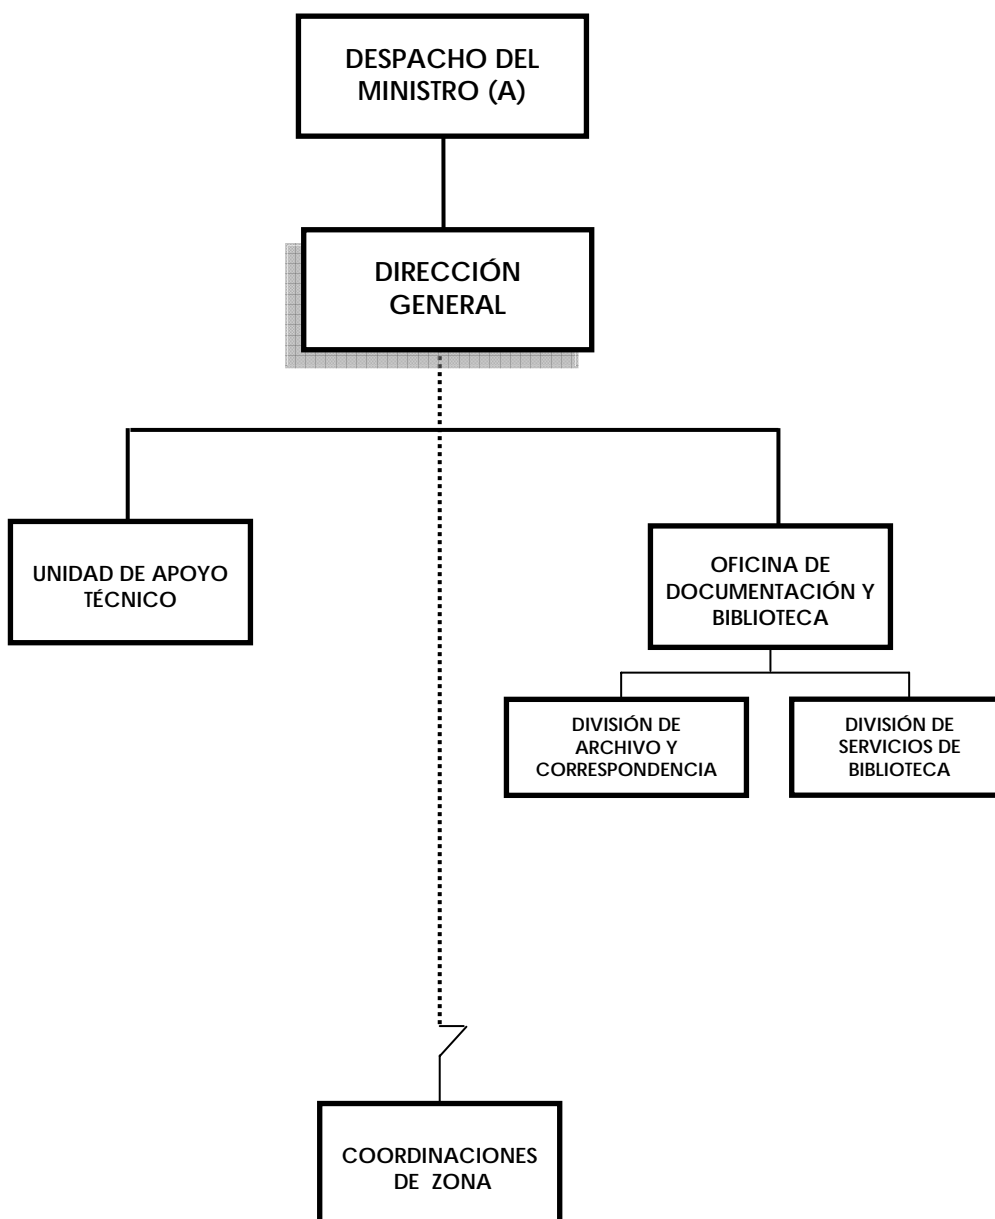 DESPACHO DEL
MINISTRO (A)
DIRECCIÓN
GENERAL
UNIDAD DE APOYO
TÉCNICO
OFICINA DE
DOCUMENTACIÓN Y
BIBLIOTECA
DIVISIÓN DE
ARCHIVO Y
CORRESPONDENCIA
DIVISIÓN DE
SERVICIOS DE
BIBLIOTECA
COORDINACIONES
DE ZONA